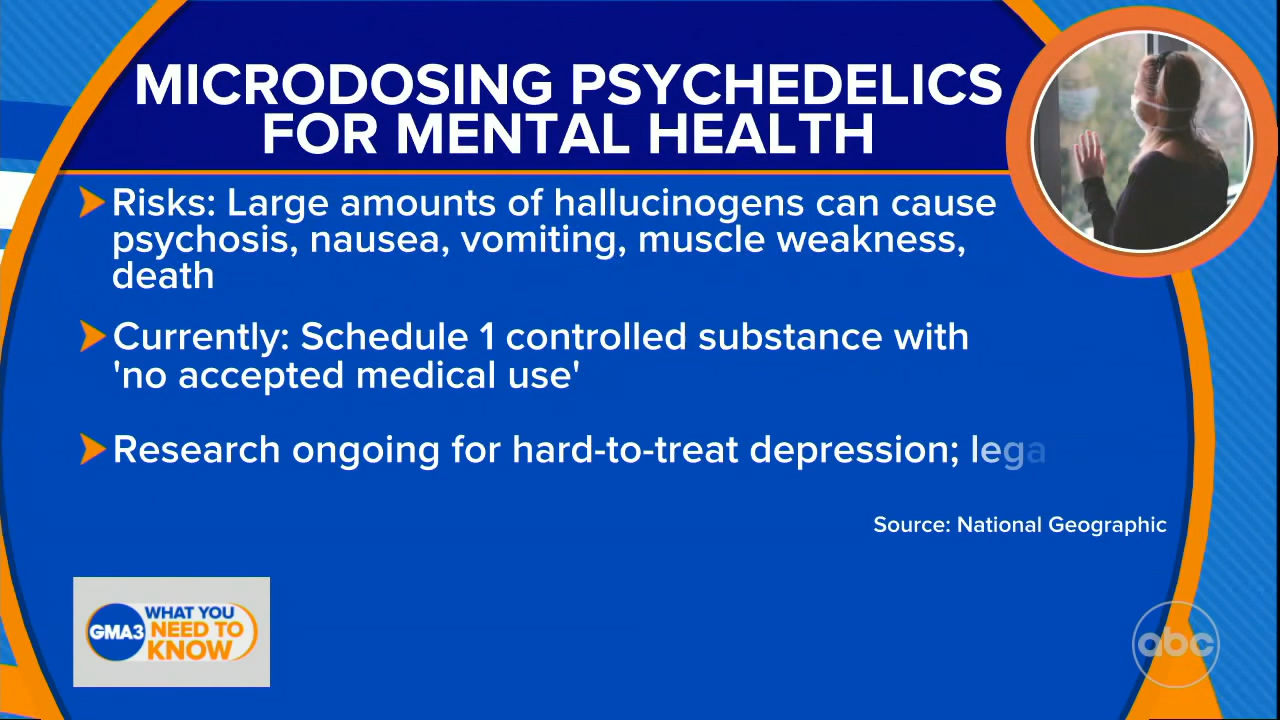 MICRODOSING PSYCHEDELICS
FOR MENTAL HEALTH
Risks: Large amounts of hallucinogens can cause
psychosis, nausea, vomiting, muscle weakness,
death
Currently: Schedule 1 controlled substance with
'no accepted medical use'
Research ongoing for hard-to-treat depression; lega
Source: National Geographic
GMA3 WHAT YOU
NEED TO
KNOW
abc